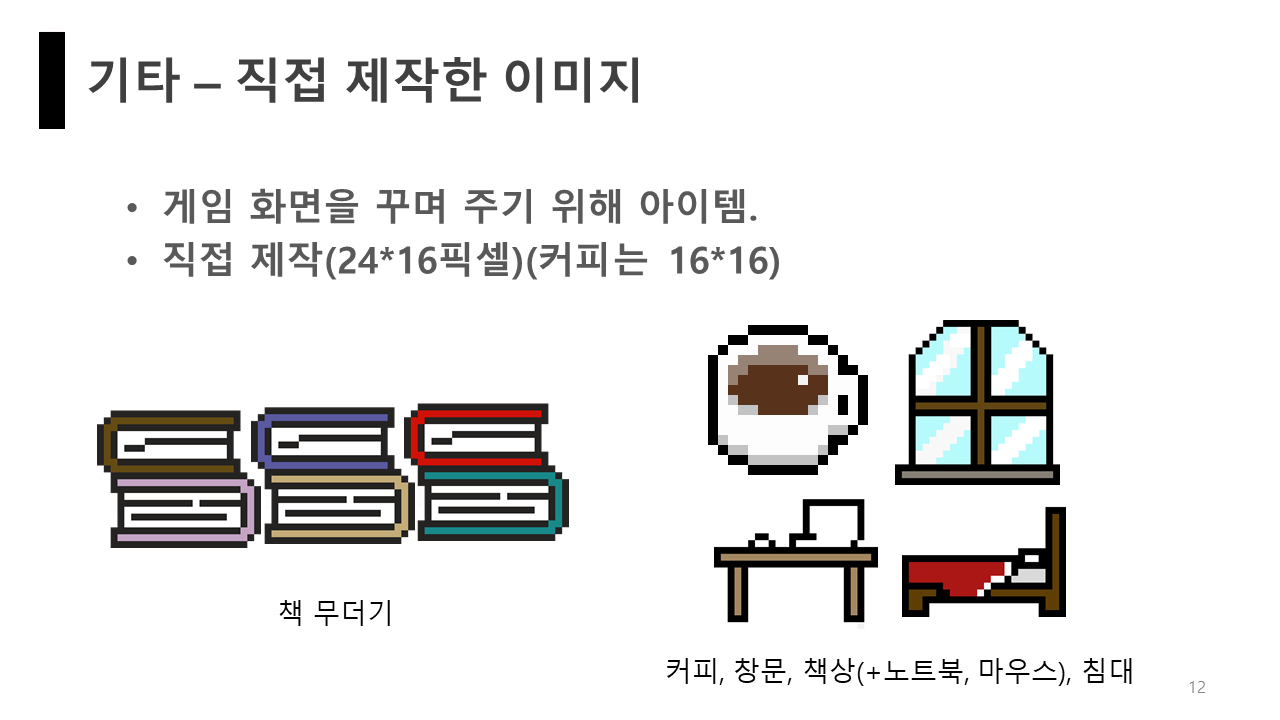 기타 – 직접 제작한 이미지
• 게임 화면을 꾸며 주기 위해 아이템.
• 직접 제작(24*16픽셀)(커피는 16*16)
책 무더기
커피, 창문, 책상(+노트북, 마우스), 침대
12